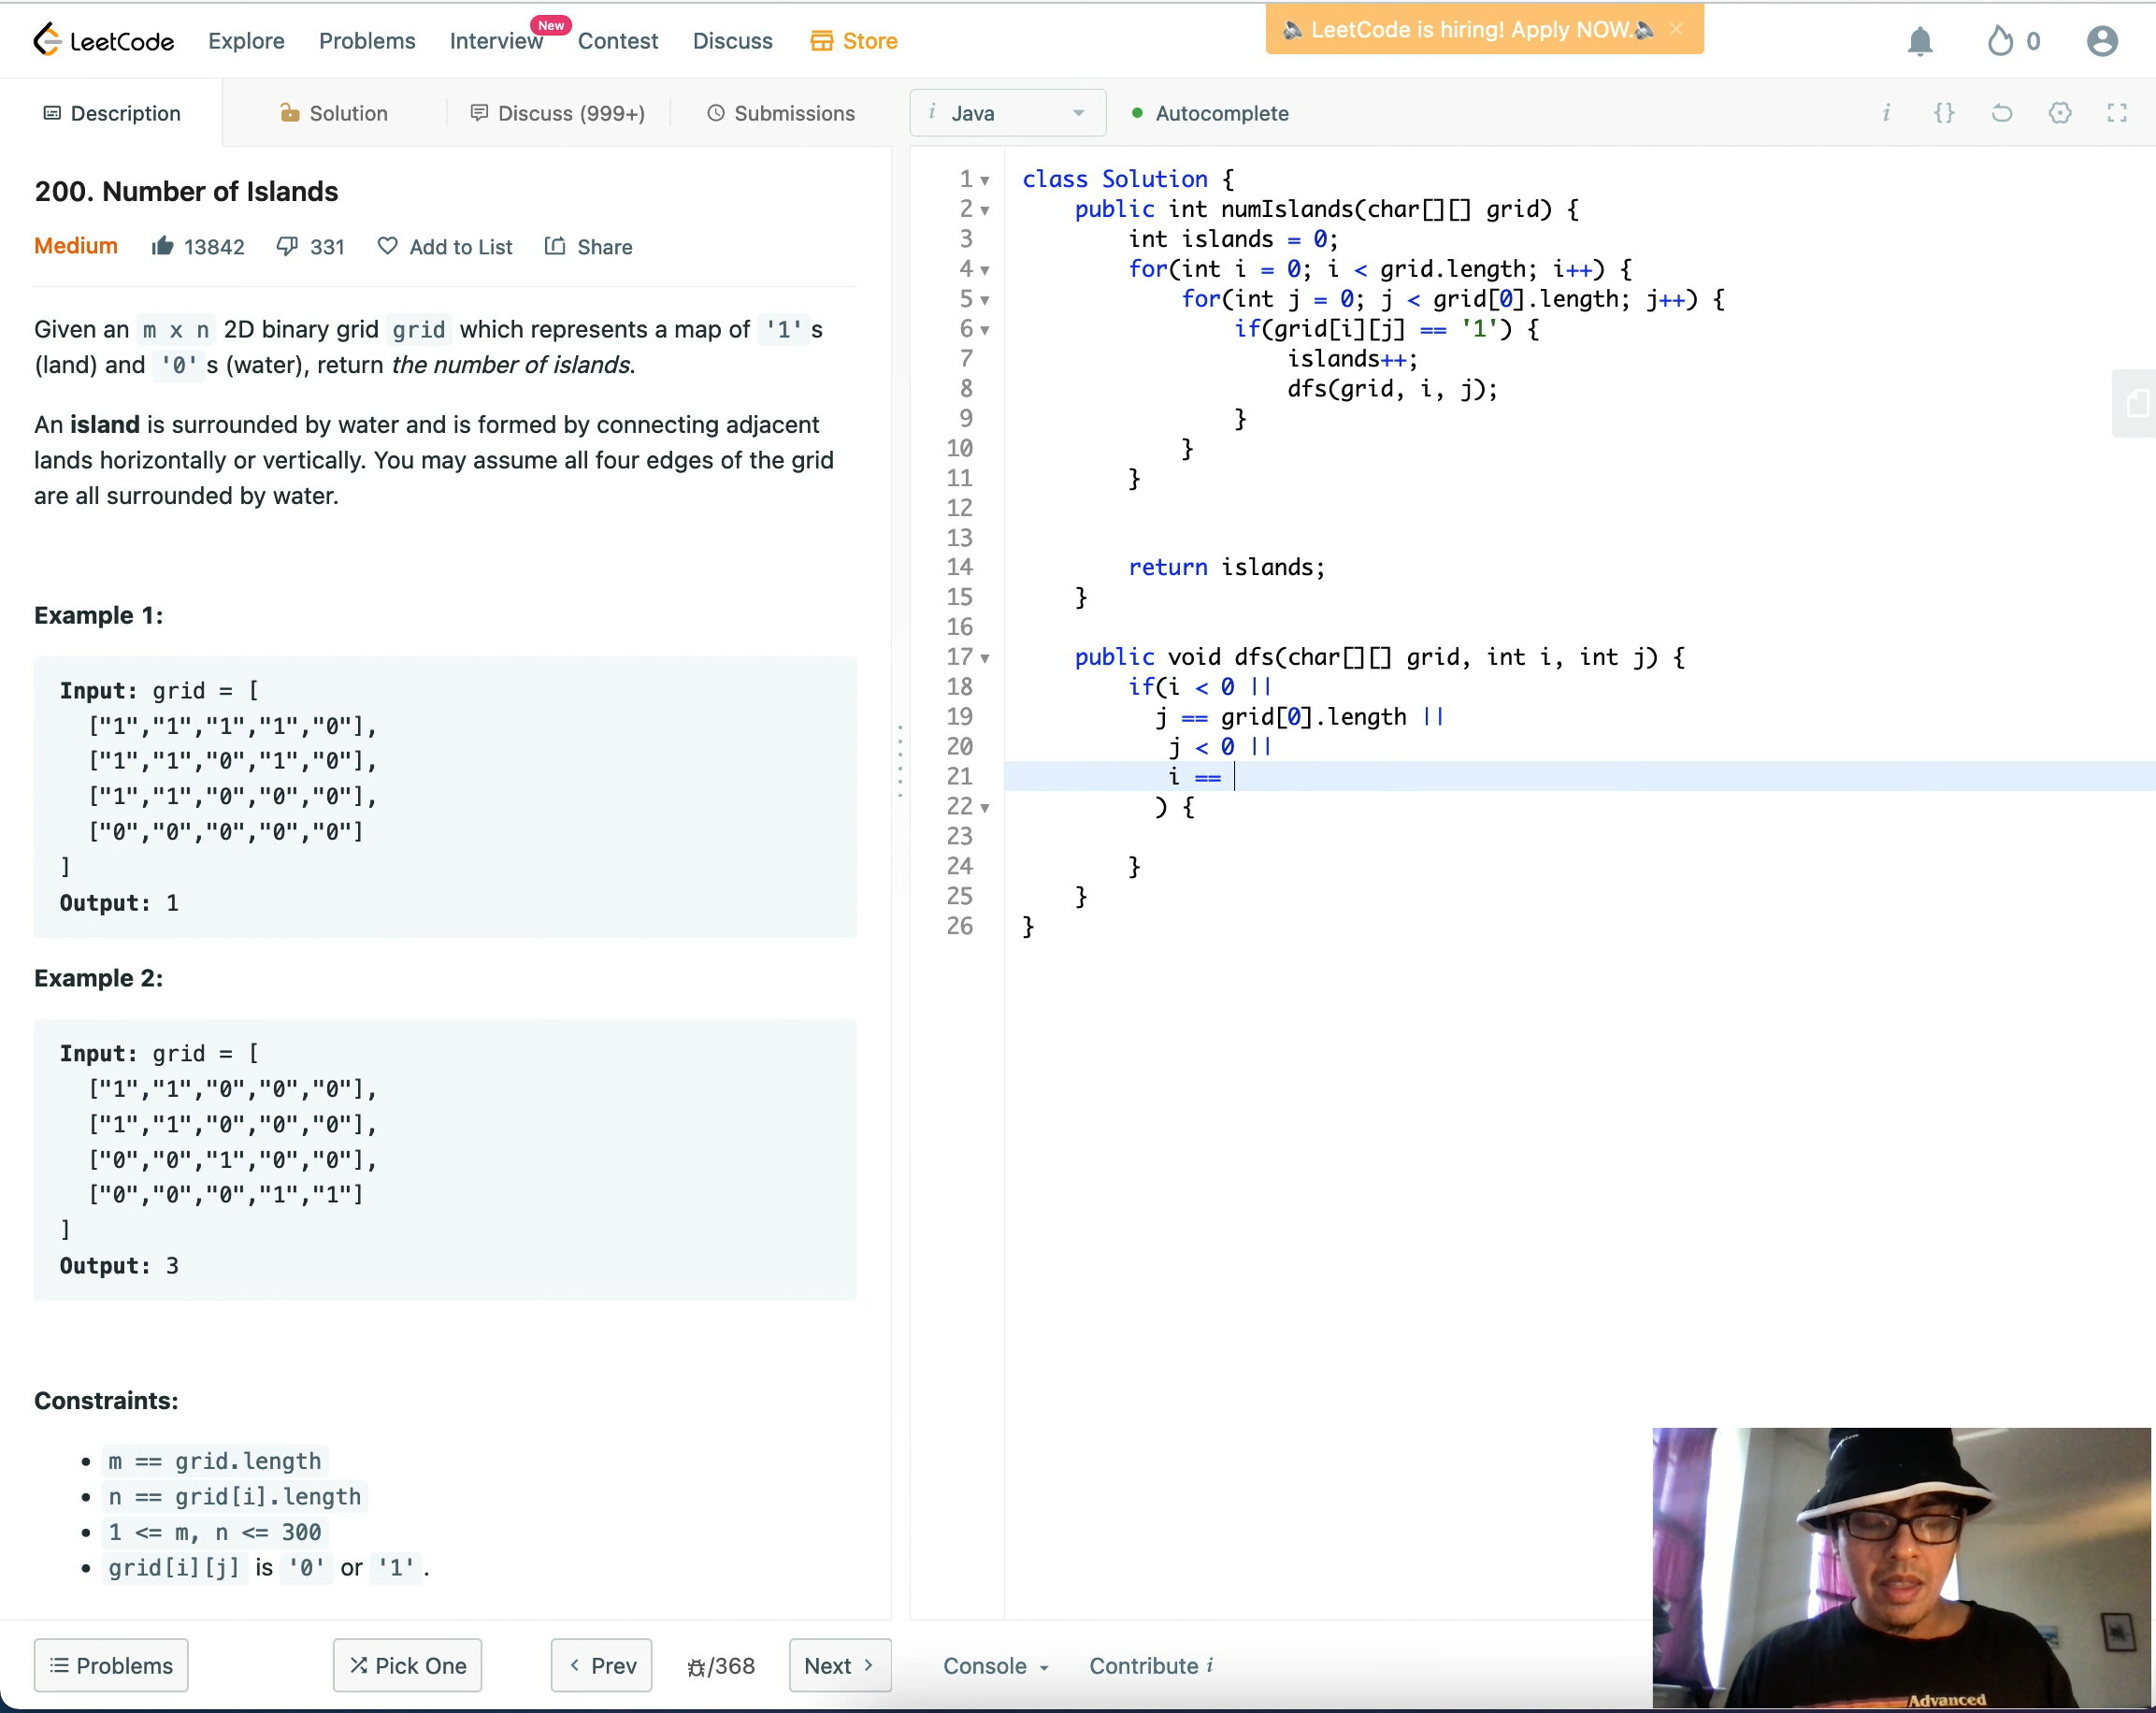 LeetCode Explore Problems Interview New Contest Discuss Store LeetCode is hiring! Apply NOW. × 0
Description Solution Discuss (999+) Submissions
i Java Autocomplete i {}
200. Number of Islands
Medium 13842 331 Add to List Share
Given an m x n 2D binary grid grid which represents a map of '1's
(land) and '0's (water), return the number of islands.
An island is surrounded by water and is formed by connecting adjacent
lands horizontally or vertically. You may assume all four edges of the grid
are all surrounded by water.
Example 1:
Input: grid = [
["1","1","1","1","0"],
["1","1","0","1","0"],
["1","1","0","0","0"],
["0","0","0","0","0"]
]
Output: 1
Example 2:
Input: grid = [
["1","1","0","0","0"],
["1","1","0","0","0"],
["0","0","1","0","0"],
["0","0","0","1","1"]
]
Output: 3
Constraints:
m == grid.length
n == grid[i].length
1 <= m, n <= 300
grid[i][j] is '0' or '1'.
Problems Pick One < Prev /368 Next >
1 class Solution {
2 public int numIslands(char[][] grid) {
3 int islands = 0;
4 for(int i = 0; i < grid.length; i++) {
5 for(int j = 0; j < grid[0].length; j++) {
6 if(grid[i][j] == '1') {
7 islands++;
8 dfs(grid, i, j);
9 }
10 }
11 }
12
13
14 return islands;
15 }
16
17 public void dfs(char[][] grid, int i, int j) {
18 if(i < 0 ||
19 j == grid[0].length ||
20 j < 0 ||
21 i ==
22 ) {
23
24 }
25 }
26 }
Console Contribute i
Advanced